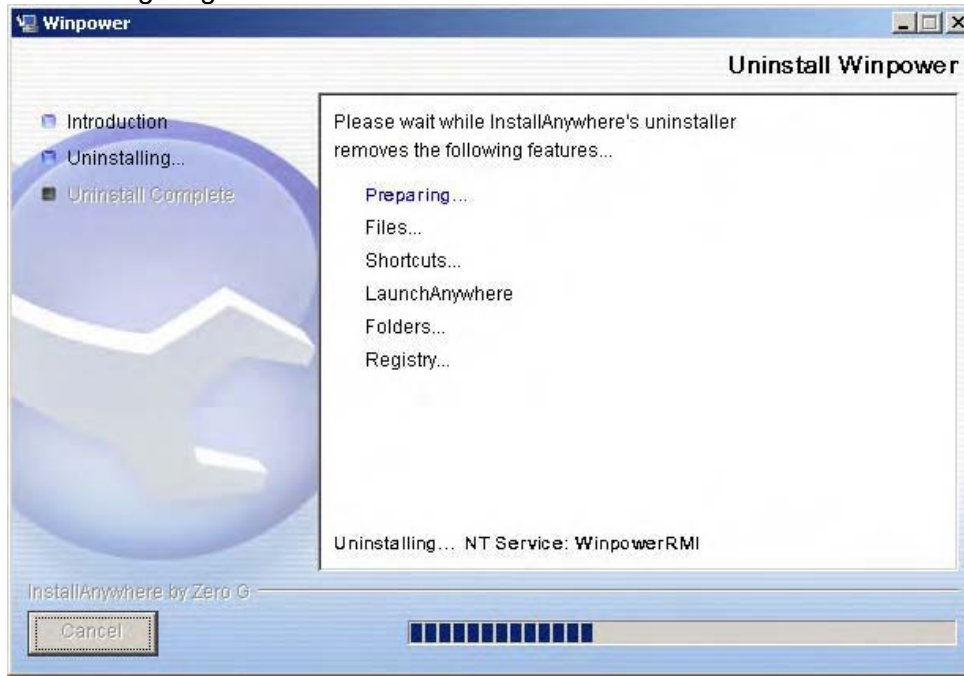 Winpower
Uninstall Winpower
Introduction
Uninstalling...
Uninstall Complete
Please wait while InstallAnywhere's uninstaller
removes the following features...
Preparing...
Files...
Shortcuts...
LaunchAnywhere
Folders...
Registry...
Uninstalling... NT Service: WinpowerRMI
InstallAnywhere by Zero G
Cancel